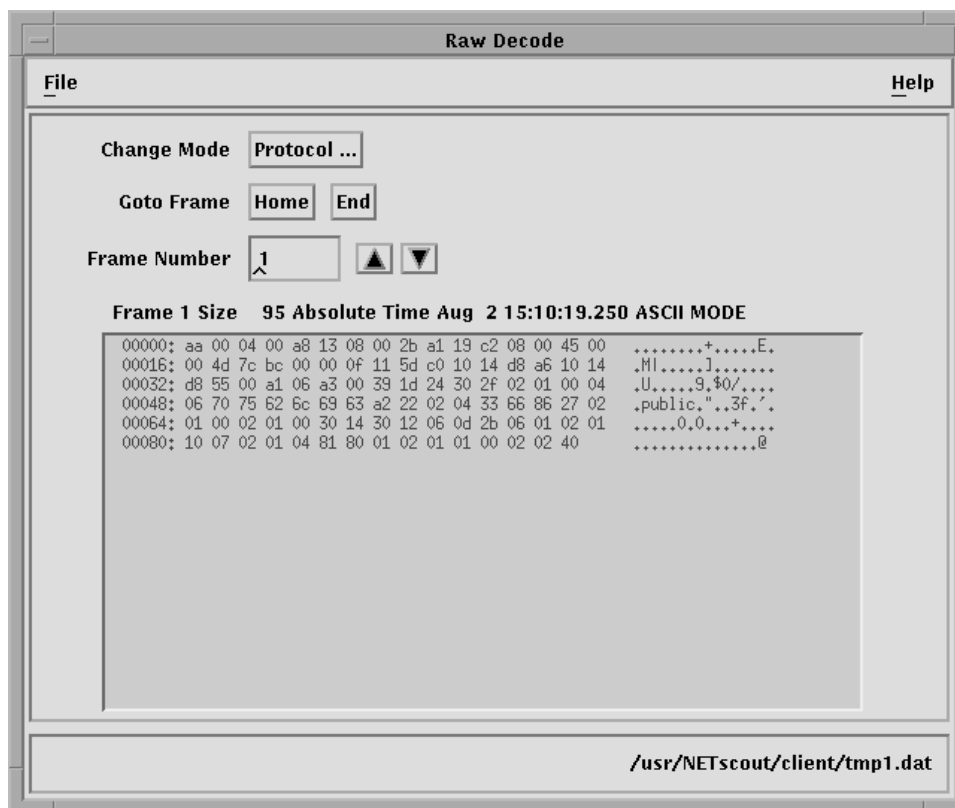 Raw Decode
File Help
Change Mode Protocol ...
Goto Frame Home End
Frame Number 1
Frame 1 Size 95 Absolute Time Aug 2 15:10:19.250 ASCII MODE
00000: aa 00 04 00 a8 13 08 00 2b a1 19 c2 08 00 45 00 ........+.....E.
00016: 00 4d 7c bc 00 00 0f 11 5d c0 10 14 d8 a6 10 14 .M|.....].......
00032: d8 55 00 a1 06 a3 00 39 1d 24 30 2f 02 01 00 04 .U.....9.$0/....
00048: 06 70 75 62 6c 69 63 a2 22 02 04 33 66 86 27 02 .public."..3f.'.
00064: 01 00 02 01 00 30 14 30 12 06 0d 2b 06 01 02 01 .....0.0...+....
00080: 10 07 02 01 04 81 80 01 02 01 01 00 02 02 40 ..............@
/usr/NETscout/client/tmp1.dat